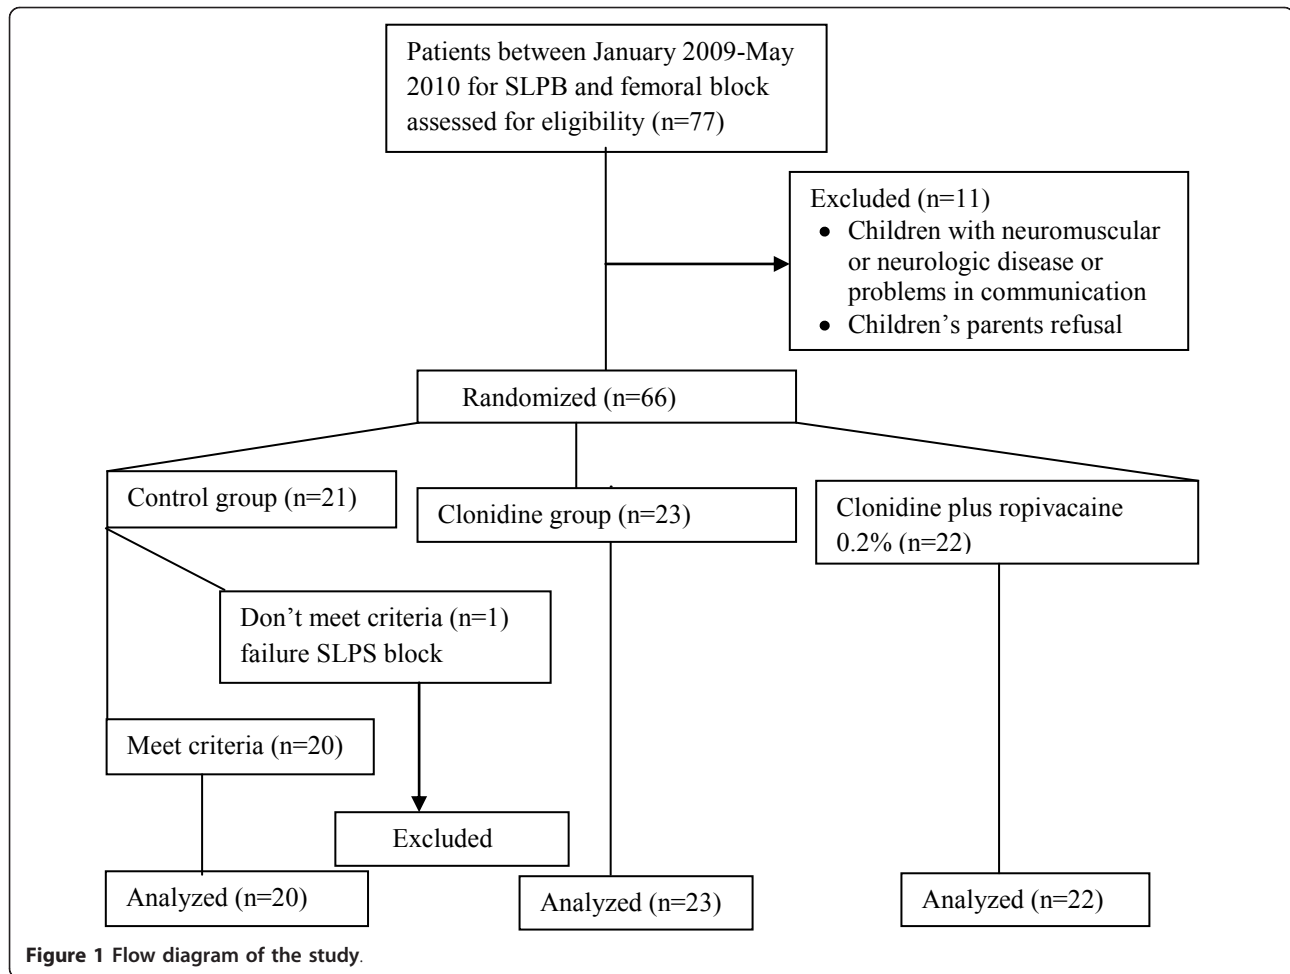 Patients between January 2009-May
2010 for SLPB and femoral block
assessed for eligibility (n=77)
Excluded (n=11)
• Children with neuromuscular
or neurologic disease or
problems in communication
• Children’s parents refusal
Randomized (n=66)
Control group (n=21)
Clonidine group (n=23)
Clonidine plus ropivacaine
0.2% (n=22)
Don’t meet criteria (n=1)
failure SLPS block
Meet criteria (n=20)
Excluded
Analyzed (n=20)
Analyzed (n=23)
Analyzed (n=22)
Figure 1 Flow diagram of the study.